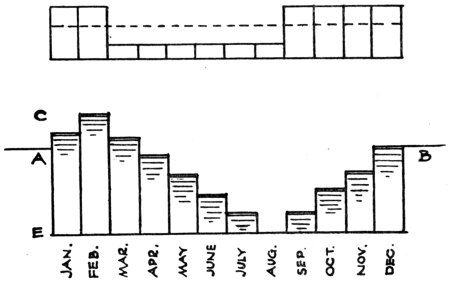 C
A
B
E
JAN. FEB. MAR. APR. MAY JUNE JULY AUG. SEP. OCT. NOV. DEC.